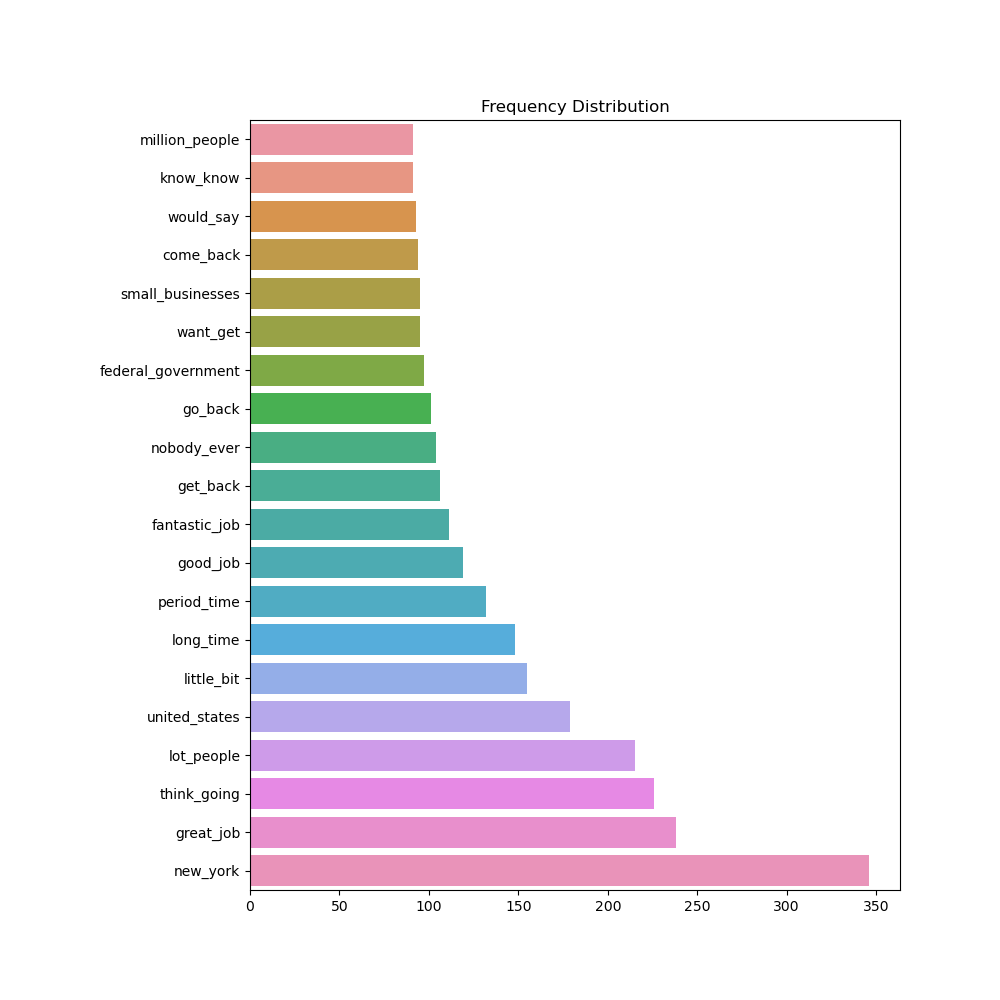 Frequency Distribution
million_people
know_know
would_say
come_back
small_businesses
want_get
federal_government
go_back
nobody_ever
get_back
fantastic_job
good_job
period_time
long_time
little_bit
united_states
lot_people
think_going
great_job
new_york
0 50 100 150 200 250 300 350